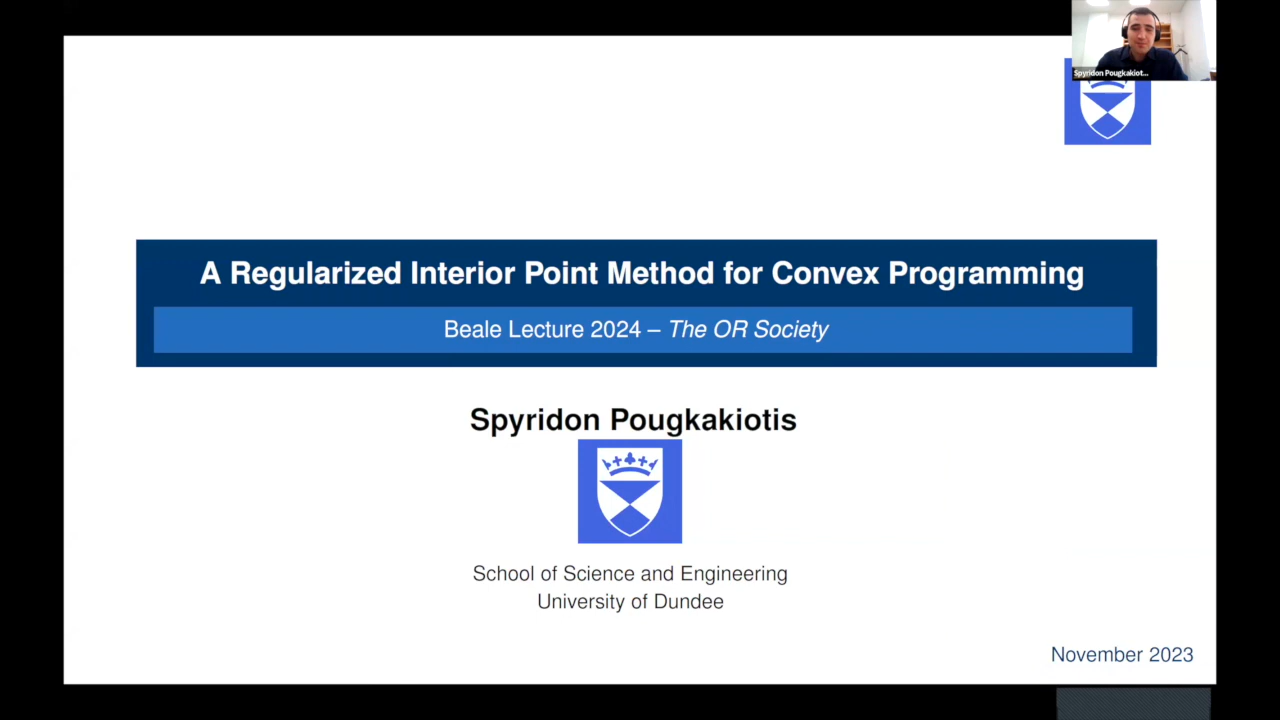 Spyridon Pougkakiot...
A Regularized Interior Point Method for Convex Programming
Beale Lecture 2024 – The OR Society
Spyridon Pougkakiotis
School of Science and Engineering
University of Dundee
November 2023